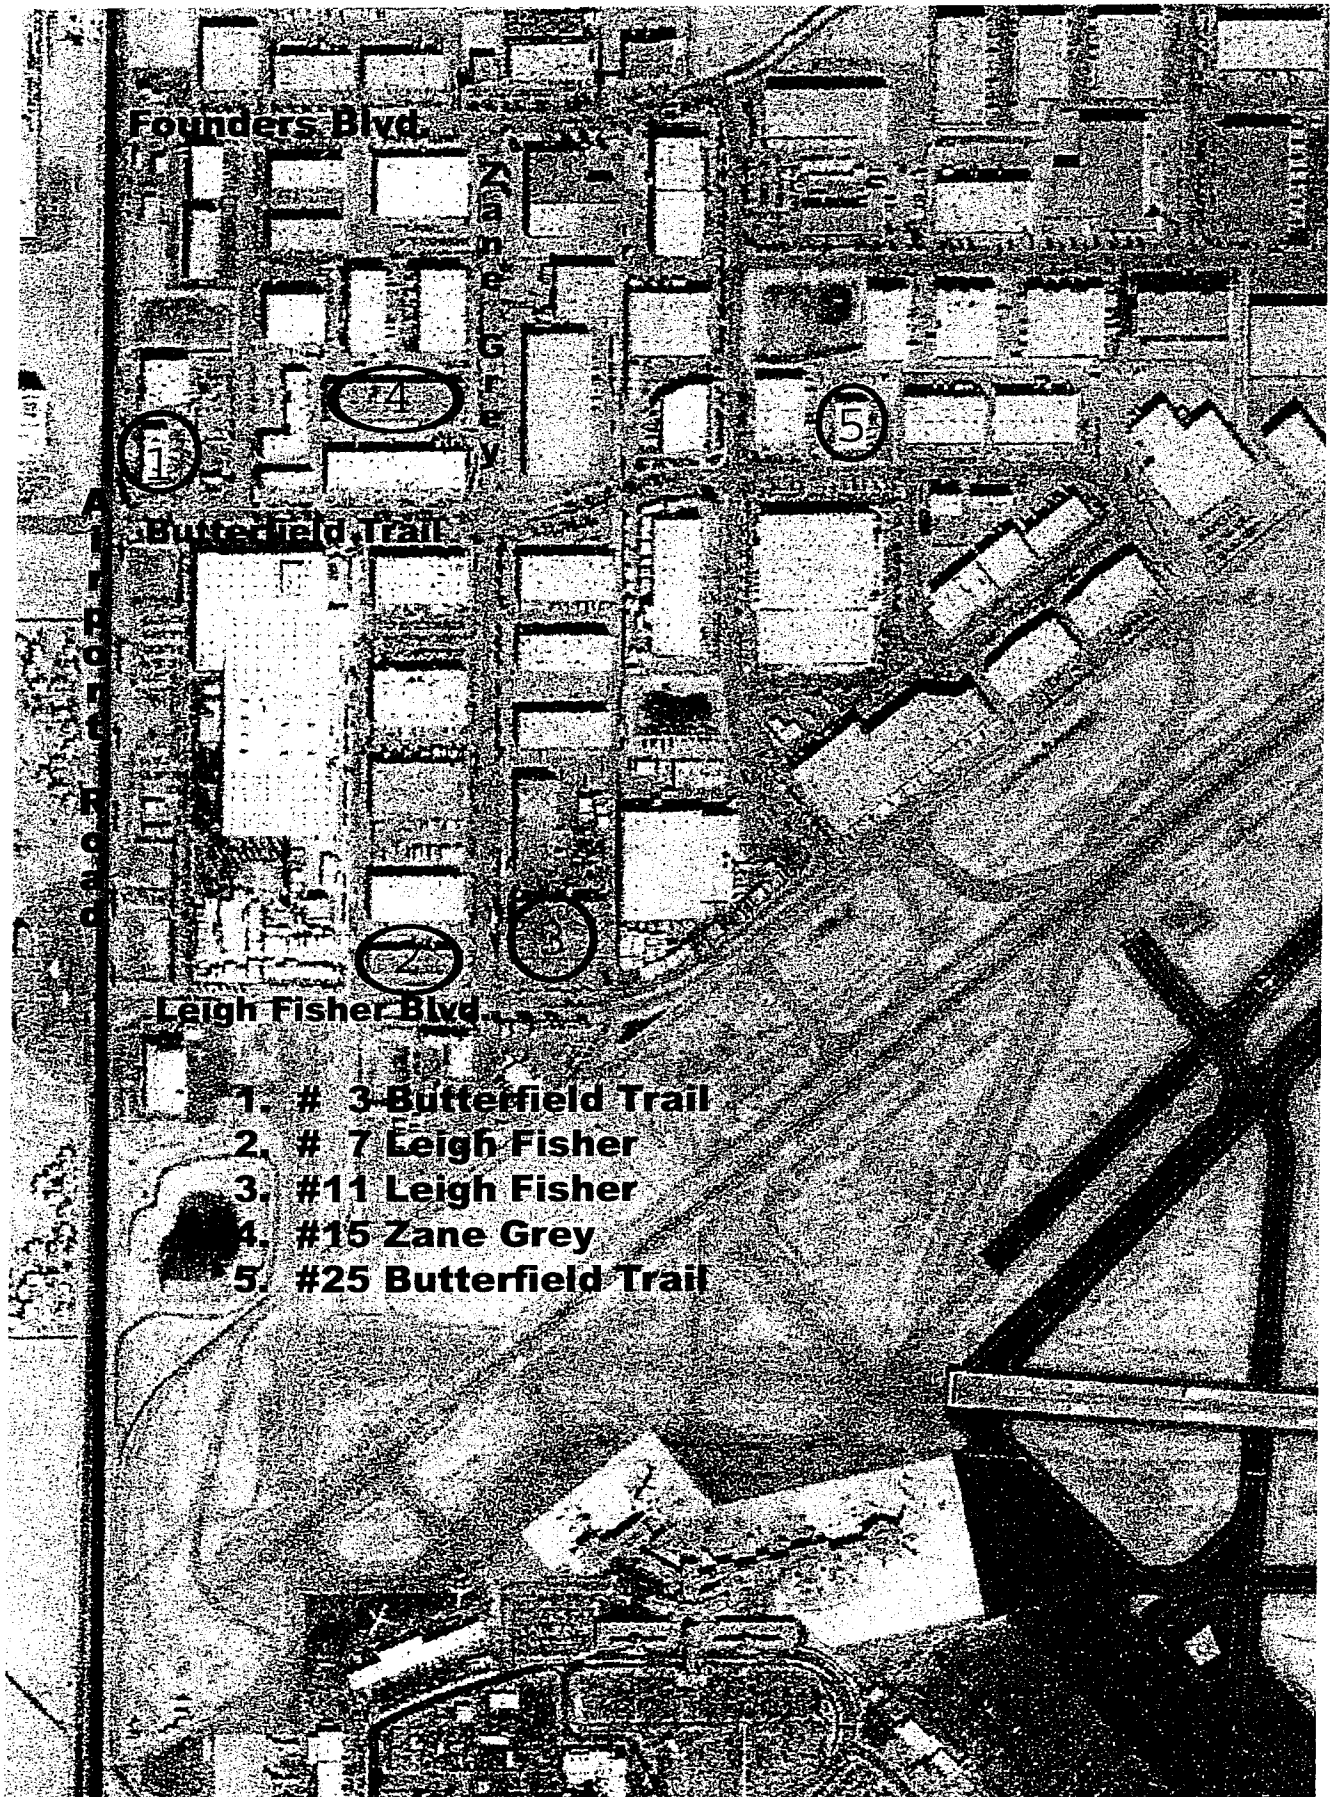 Founders Blvd.
Zane Grey
4
5
1
Airport Road
Butterfield Trail
3
2
Leigh Fisher Blvd.
1. # 3 Butterfield Trail
2. # 7 Leigh Fisher
3. #11 Leigh Fisher
4. #15 Zane Grey
5. #25 Butterfield Trail